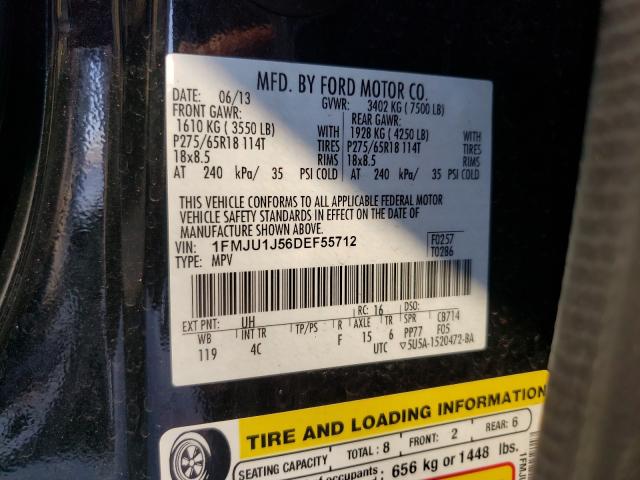 MFD. BY FORD MOTOR CO.
DATE: 06/13 GVWR: 3402 KG ( 7500 LB)
FRONT GAWR: REAR GAWR:
1610 KG ( 3550 LB) WITH 1928 KG ( 4250 LB) WITH
P275/65R18 114T TIRES P275/65R18 114T TIRES
18x8.5 RIMS 18x8.5 RIMS
AT 240 kPa/ 35 PSI COLD AT 240 kPa/ 35 PSI COLD
THIS VEHICLE CONFORMS TO ALL APPLICABLE FEDERAL MOTOR
VEHICLE SAFETY STANDARDS IN EFFECT ON THE DATE OF
MANUFACTURE SHOWN ABOVE.
VIN: 1FMJU1J56DEF55712 F0257
TYPE: MPV T0286
EXT PNT: UH RC: 16 DSO:
WB INT TR TP/PS R AXLE TR SPR CB714
119 4C F 15 6 PP77 F05
UTC ▽5U5A-1520472-BA
TIRE AND LOADING INFORMATION
SEATING CAPACITY TOTAL: 8 FRONT: 2 REAR: 6
occupants 656 kg or 1448 lbs.
1FMJU